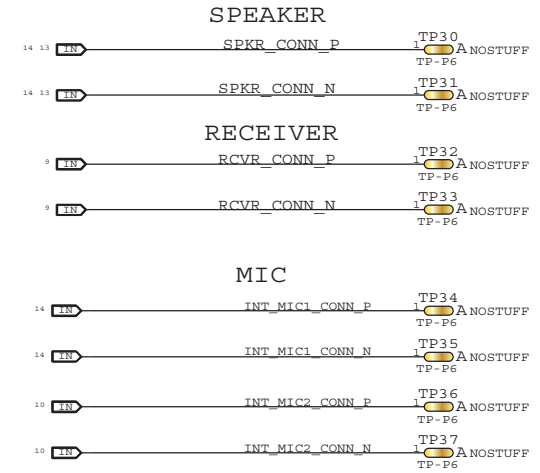 SPEAKER
14 13 IN SPKR_CONN_P 1 TP30 A NOSTUFF
TP-P6
14 13 IN SPKR_CONN_N 1 TP31 A NOSTUFF
TP-P6
RECEIVER
9 IN RCVR_CONN_P 1 TP32 A NOSTUFF
TP-P6
9 IN RCVR_CONN_N 1 TP33 A NOSTUFF
TP-P6
MIC
14 IN INT_MIC1_CONN_P 1 TP34 A NOSTUFF
TP-P6
14 IN INT_MIC1_CONN_N 1 TP35 A NOSTUFF
TP-P6
10 IN INT_MIC2_CONN_P 1 TP36 A NOSTUFF
TP-P6
10 IN INT_MIC2_CONN_N 1 TP37 A NOSTUFF
TP-P6